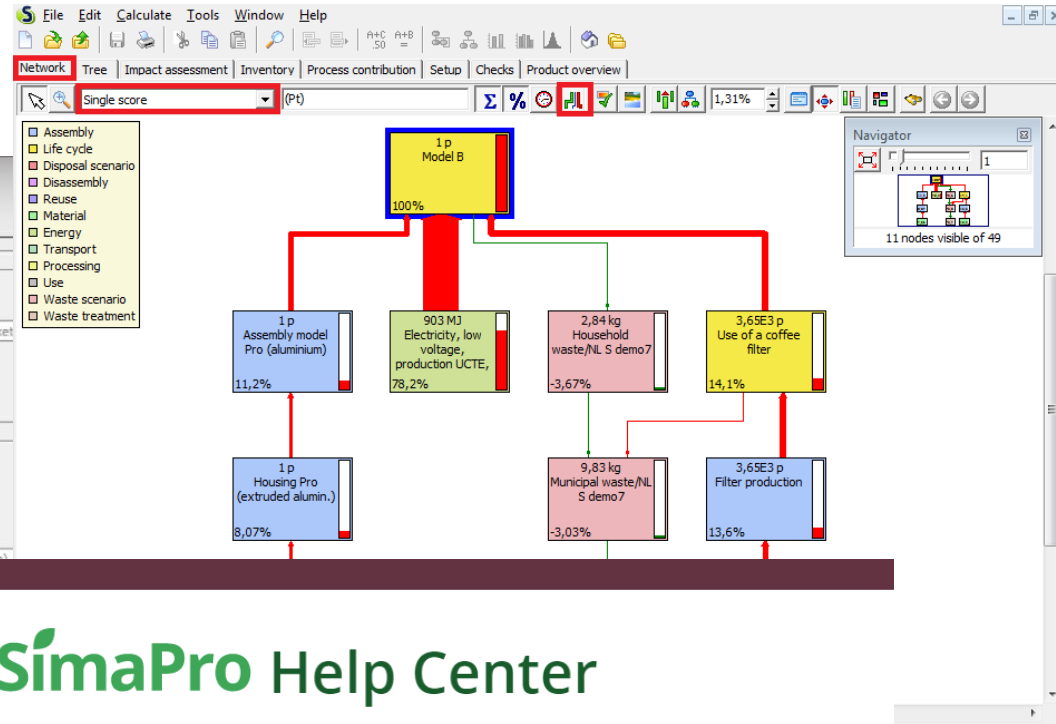 File Edit Calculate Tools Window Help
A+C A+B
50 =
Network Tree Impact assessment Inventory Process contribution Setup Checks Product overview
Single score (Pt) Σ % 1,31%
Assembly
Life cycle
Disposal scenario
Disassembly
Reuse
Material
Energy
Transport
Processing
Use
Waste scenario
Waste treatment
1 p
Model B
100%
Navigator
1
11 nodes visible of 49
1 p
Assembly model
Pro (aluminium)
11,2%
903 MJ
Electricity, low
voltage,
production UCTE,
78,2%
2,84 kg
Household
waste/NL S demo7
-3,67%
3,65E3 p
Use of a coffee
filter
14,1%
1 p
Housing Pro
(extruded alumin.)
8,07%
9,83 kg
Municipal waste/NL
S demo7
-3,03%
3,65E3 p
Filter production
13,6%
SimaPro Help Center